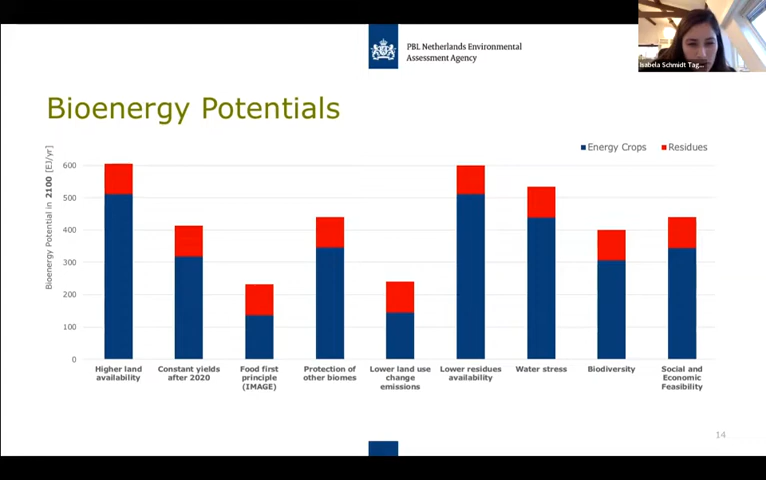 PBL Netherlands Environmental
Assessment Agency
Isabela Schmidt Tag...
Bioenergy Potentials
Energy Crops
Residues
Bioenergy Potential in 2100 [EJ/yr]
600
500
400
300
200
100
0
Higher land
availability
Constant yields
after 2020
Food first
principle
(IMAGE)
Protection of
other biomes
Lower land use
change
emissions
Lower residues
availability
Water stress
Biodiversity
Social and
Economic
Feasibility
14